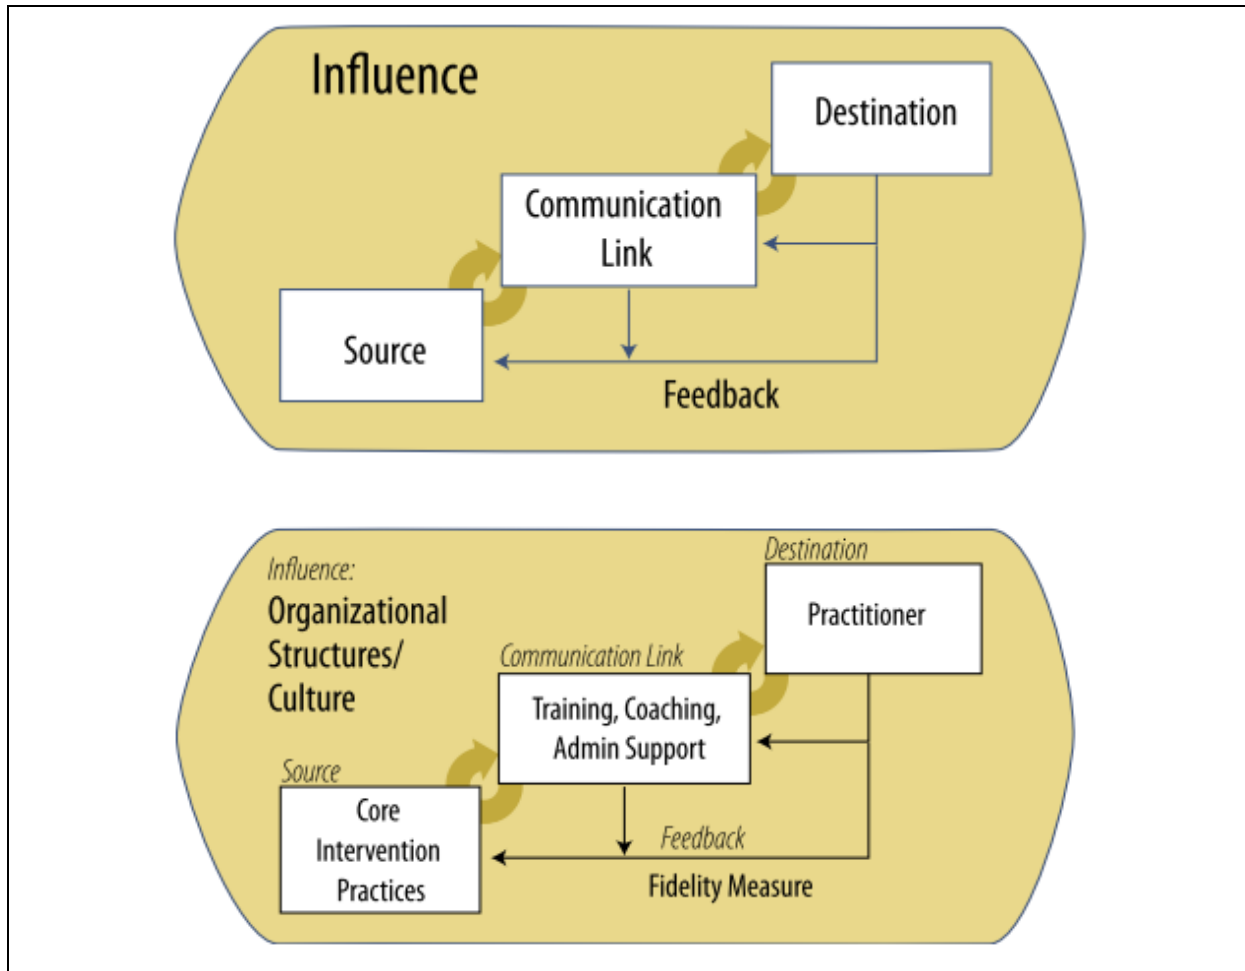 Influence
Destination
Communication
Link
Source
Feedback
Influence:
Organizational
Structures/
Culture
Destination
Practitioner
Communication Link
Training, Coaching,
Admin Support
Source
Core
Intervention
Practices
Feedback
Fidelity Measure